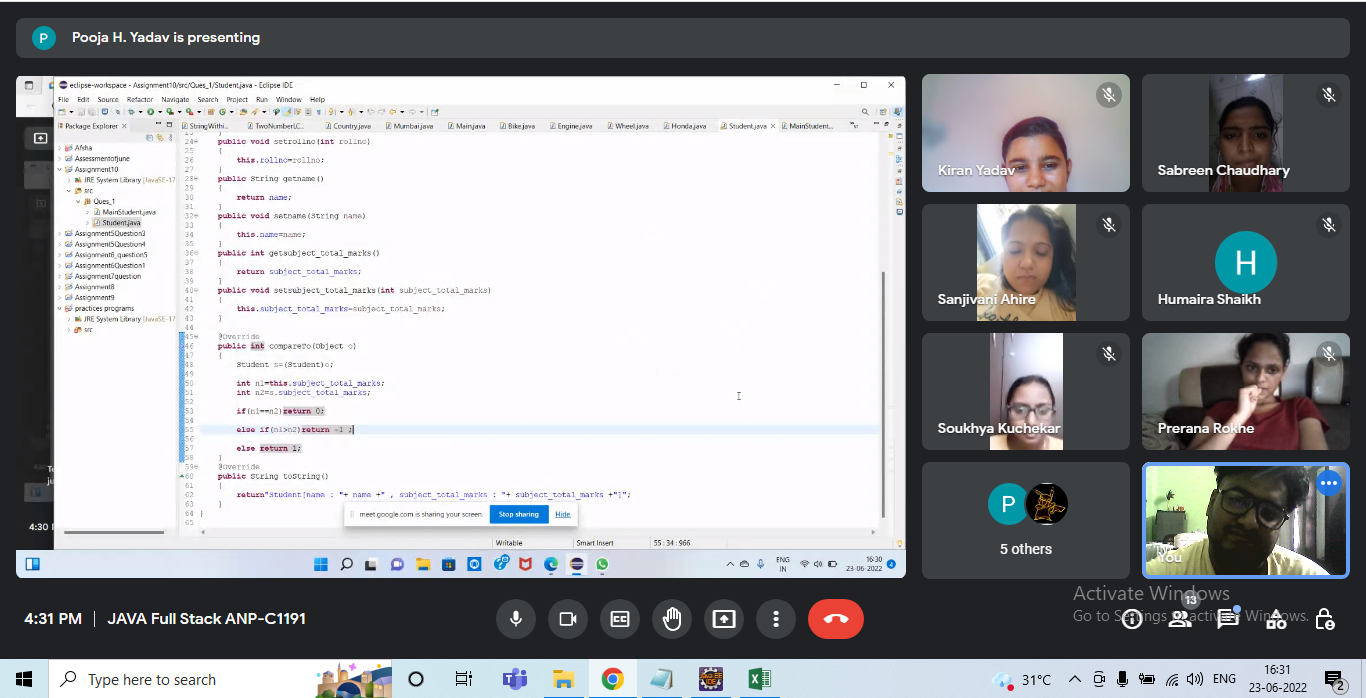 P Pooja H. Yadav is presenting
eclipse-workspace - Assignment10/src/Ques_1/Student.java - Eclipse IDE
File Edit Source Refactor Navigate Search Project Run Window Help
Package Explorer
StringWithi... TwoNumberLC... Country.java Mumbai.java Main.java Bike.java Engine.java Wheel.java Honda.java Student.java MainStudent...
Afsha
Assessmentofjune
Assignment10
JRE System Library [JavaSE-17
src
Ques_1
MainStudent.java
Student.java
Assignment5Question3
Assignment5Question4
Assignment6_question5
Assignment6Question1
Assignment7question
Assignment8
Assignment9
practices programs
JRE System Library [JavaSE-17
src
23 }
24 public void setrollno(int rollno)
25 {
26 this.rollno=rollno;
27 }
28 public String getname()
29 {
30 return name;
31 }
32 public void setname(String name)
33 {
34 this.name=name;
35 }
36 public int getsubject_total_marks()
37 {
38 return subject_total_marks;
39 }
40 public void setsubject_total_marks(int subject_total_marks)
41 {
42 this.subject_total_marks=subject_total_marks;
43 }
44
45 @Override
46 public int compareTo(Object o)
47 {
48 Student s=(Student)o;
49
50 int n1=this.subject_total_marks;
51 int n2=s.subject_total_marks;
52
53 if(n1==n2)return 0;
54
55 else if(n1>n2)return -1 ;
56
57 else return 1;
58 }
59 @Override
60 public String toString()
61 {
62 return"Student[name : "+ name +" , subject_total_marks : "+ subject_total_marks +"]";
63 }
64 }
65
meet.google.com is sharing your screen. Stop sharing Hide
Writable Smart Insert 55 : 34 : 966
4:30
ENG
IN
16:30
23-06-2022
4
Kiran Yadav
Sabreen Chaudhary
Sanjivani Ahire
H
Humaira Shaikh
Soukhya Kuchekar
Prerana Rokhe
P
5 others
You
4:31 PM | JAVA Full Stack ANP-C1191
13
Activate Windows
Go to Settings to activate Windows.
Type here to search
31°C
ENG
16:31
23-06-2022
2